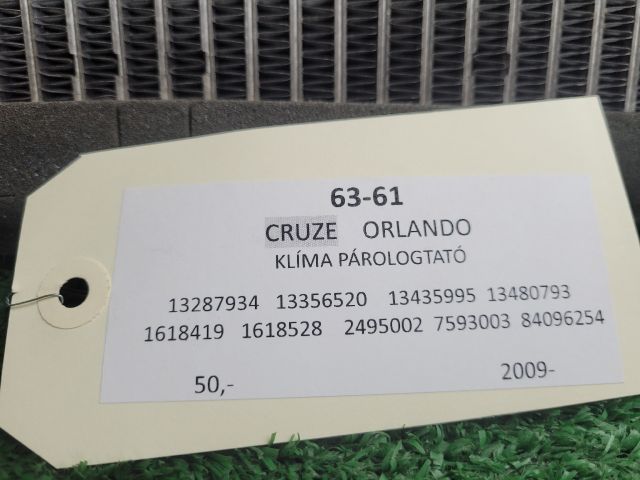 63-61
CRUZE ORLANDO
KLÍMA PÁROLOGTATÓ
13287934 13356520 13435995 13480793
1618419 1618528 2495002 7593003 84096254
50,- 2009-